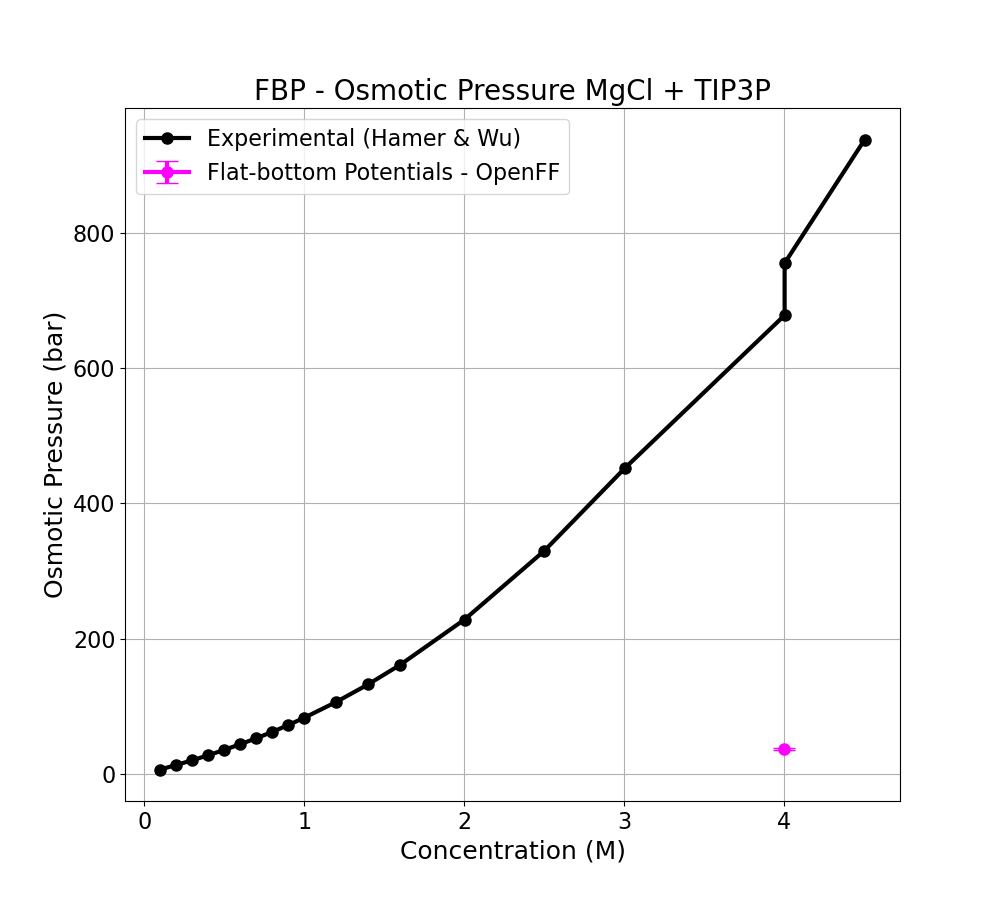 FBP - Osmotic Pressure MgCl + TIP3P
Experimental (Hamer & Wu)
Flat-bottom Potentials - OpenFF
Osmotic Pressure (bar)
800
600
400
200
0
0 1 2 3 4
Concentration (M)